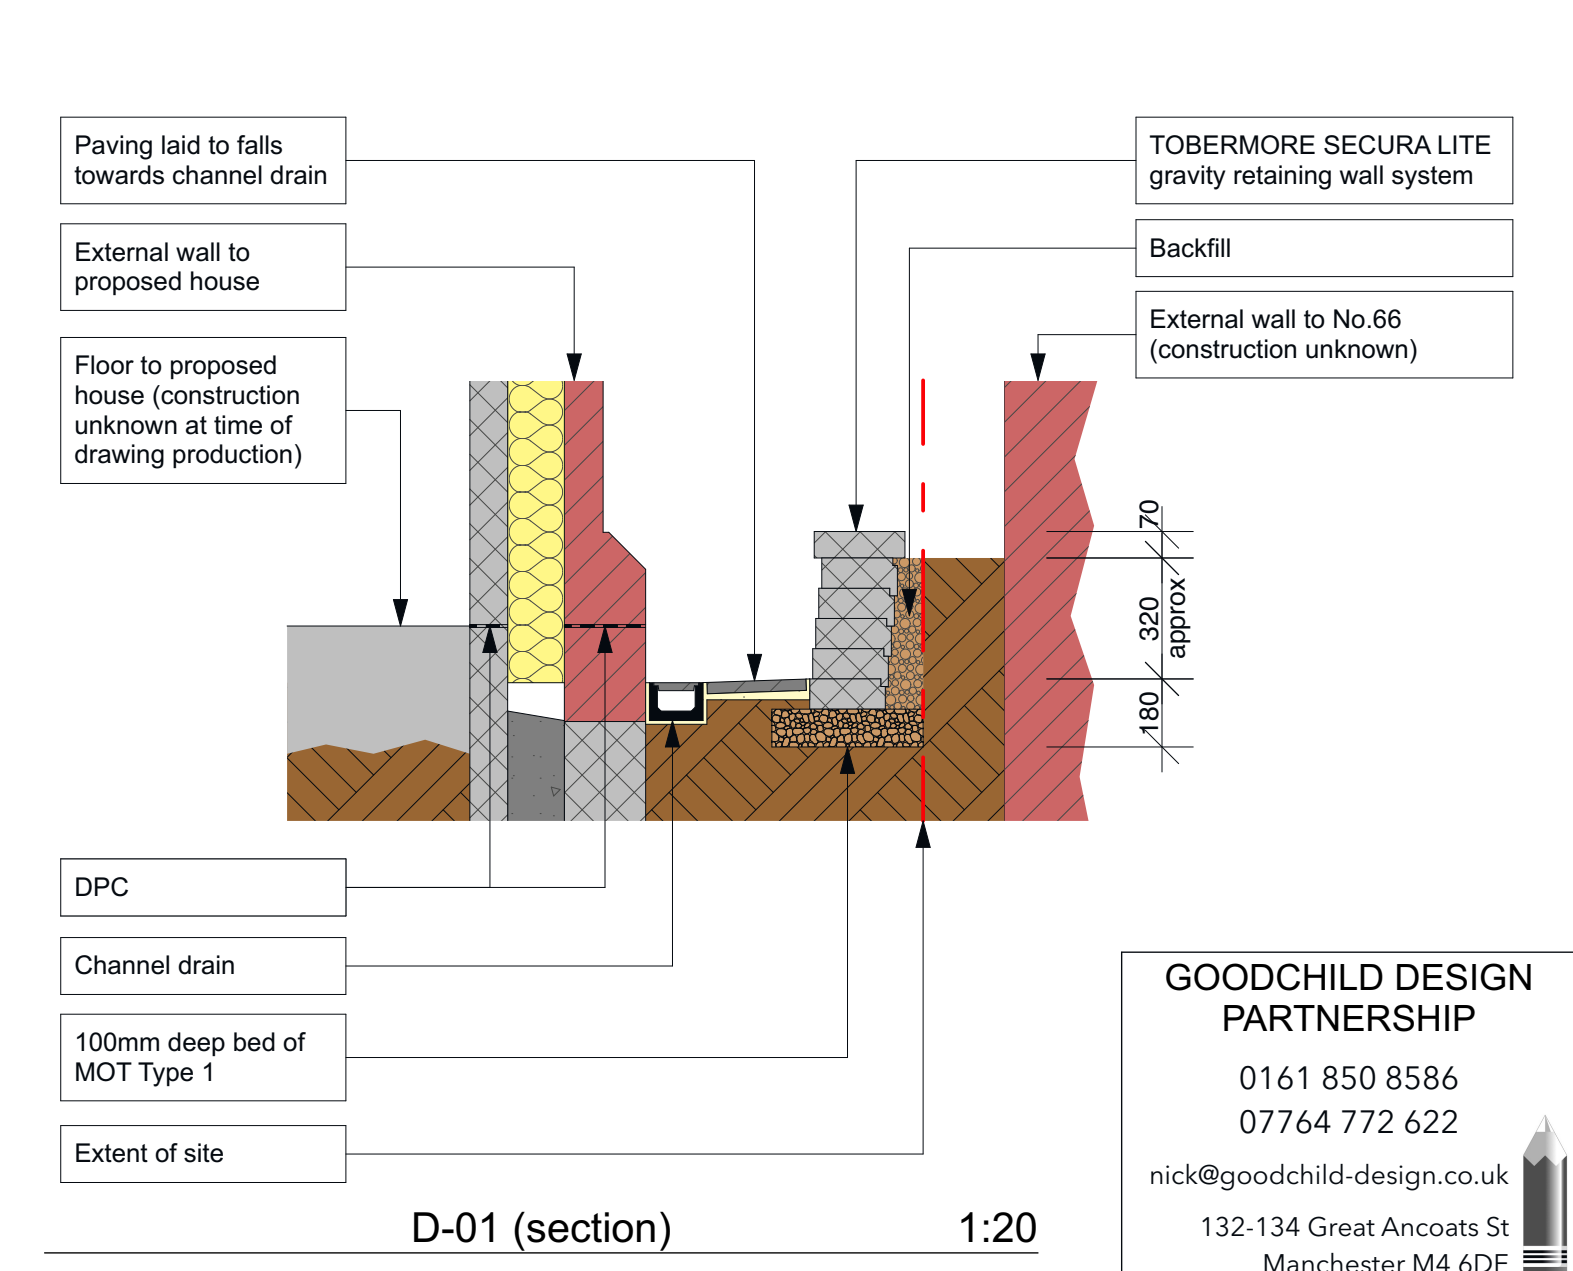 Paving laid to falls
towards channel drain
External wall to
proposed house
Floor to proposed
house (construction
unknown at time of
drawing production)
TOBERMORE SECURA LITE
gravity retaining wall system
Backfill
External wall to No.66
(construction unknown)
70
320
approx
180
DPC
Channel drain
100mm deep bed of
MOT Type 1
Extent of site
D-01 (section)
1:20
GOODCHILD DESIGN
PARTNERSHIP
0161 850 8586
07764 772 622
nick@goodchild-design.co.uk
132-134 Great Ancoats St
Manchester M4 6DE